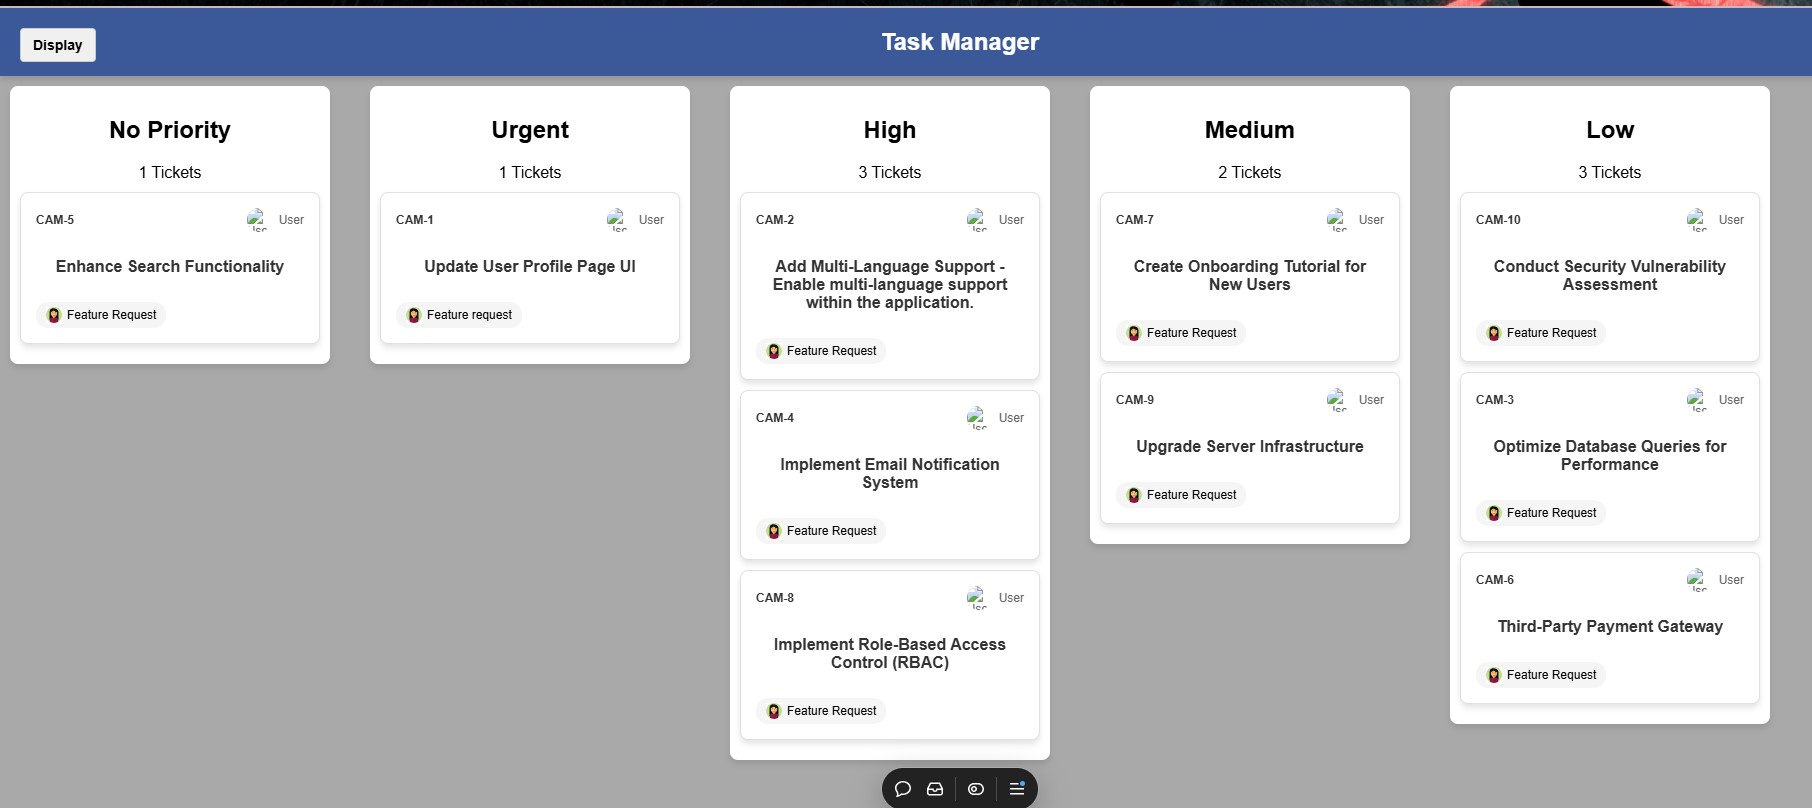 Display
Task Manager
No Priority
1 Tickets
CAM-5
User
Enhance Search Functionality
Feature Request
Urgent
1 Tickets
CAM-1
User
Update User Profile Page UI
Feature request
High
3 Tickets
CAM-2
User
Add Multi-Language Support -
Enable multi-language support
within the application.
Feature Request
CAM-4
User
Implement Email Notification
System
Feature Request
CAM-8
User
Implement Role-Based Access
Control (RBAC)
Feature Request
Medium
2 Tickets
CAM-7
User
Create Onboarding Tutorial for
New Users
Feature Request
CAM-9
User
Upgrade Server Infrastructure
Feature Request
Low
3 Tickets
CAM-10
User
Conduct Security Vulnerability
Assessment
Feature Request
CAM-3
User
Optimize Database Queries for
Performance
Feature Request
CAM-6
User
Third-Party Payment Gateway
Feature Request